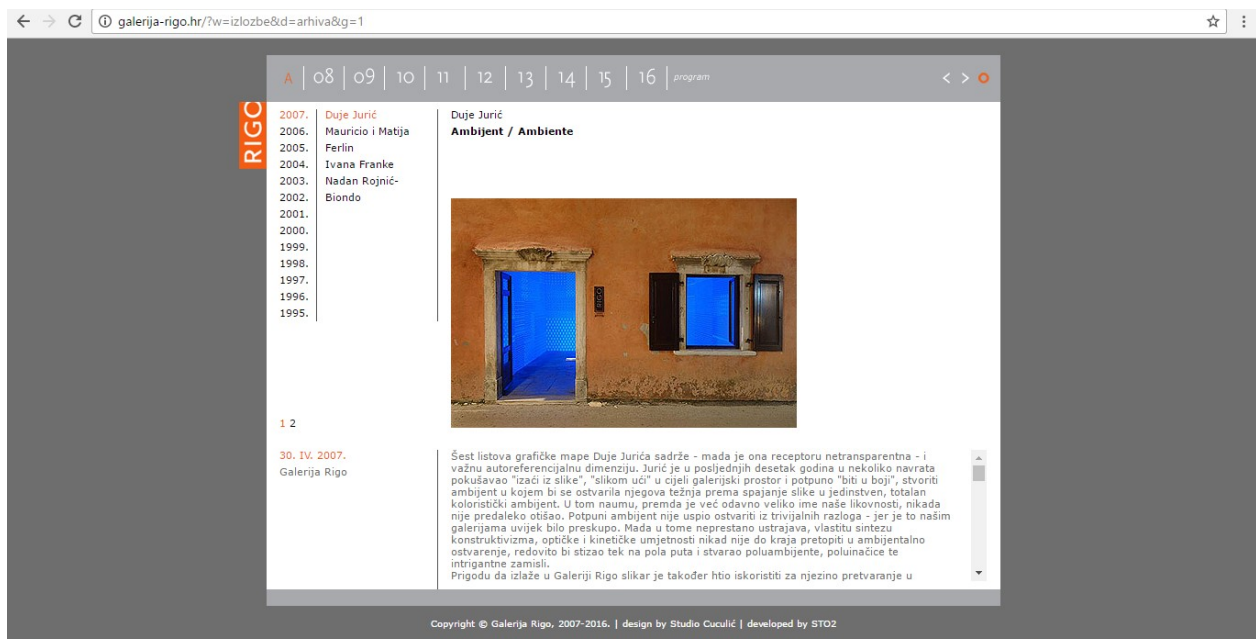 galerija-rigo.hr/?w=izlozbe&d=arhiva&g=1
A | 08 | 09 | 10 | 11 | 12 | 13 | 14 | 15 | 16 | program < >
RIGO
2007.
2006.
2005.
2004.
2003.
2002.
2001.
2000.
1999.
1998.
1997.
1996.
1995.
Duje Jurić
Mauricio i Matija
Ferlin
Ivana Franke
Nadan Rojnić-
Biondo
Duje Jurić
Ambijent / Ambiente
RIGO
1 2
30. IV. 2007.
Galerija Rigo
Šest listova grafičke mape Duje Jurića sadrže - mada je ona receptoru netransparentna - i
važnu autoreferencijalnu dimenziju. Jurić je u posljednjih desetak godina u nekoliko navrata
pokušavao "izaći iz slike", "slikom ući" u cijeli galerijski prostor i potpuno "biti u boji", stvoriti
ambijent u kojem bi se ostvarila njegova težnja prema spajanje slike u jedinstven, totalan
koloristički ambijent. U tom naumu, premda je već odavno veliko ime naše likovnosti, nikada
nije predaleko otišao. Potpuni ambijent nije uspio ostvariti iz trivijalnih razloga - jer je to našim
galerijama uvijek bilo preskupo. Mada u tome neprestano ustrajava, vlastitu sintezu
konstruktivizma, optičke i kinetičke umjetnosti nikad nije do kraja pretopiti u ambijentalno
ostvarenje, redovito bi stizao tek na pola puta i stvarao poluambijente, poluinačice te
intrigantne zamisli.
Prigodu da izlaže u Galeriji Rigo slikar je također htio iskoristiti za njezino pretvaranje u
Copyright © Galerija Rigo, 2007-2016. | design by Studio Cuculić | developed by STO2